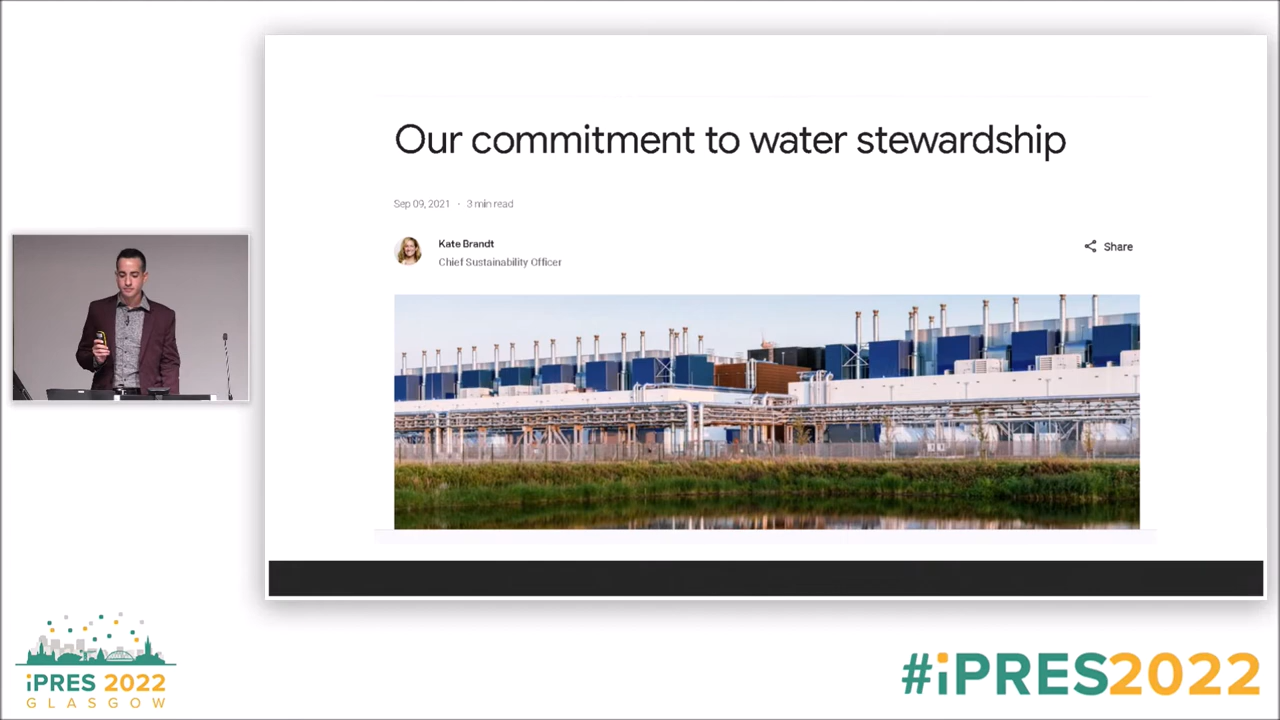 Our commitment to water stewardship
Sep 09, 2021 · 3 min read
Kate Brandt
Chief Sustainability Officer
Share
iPRES 2022
GLASGOW
#iPRES2022